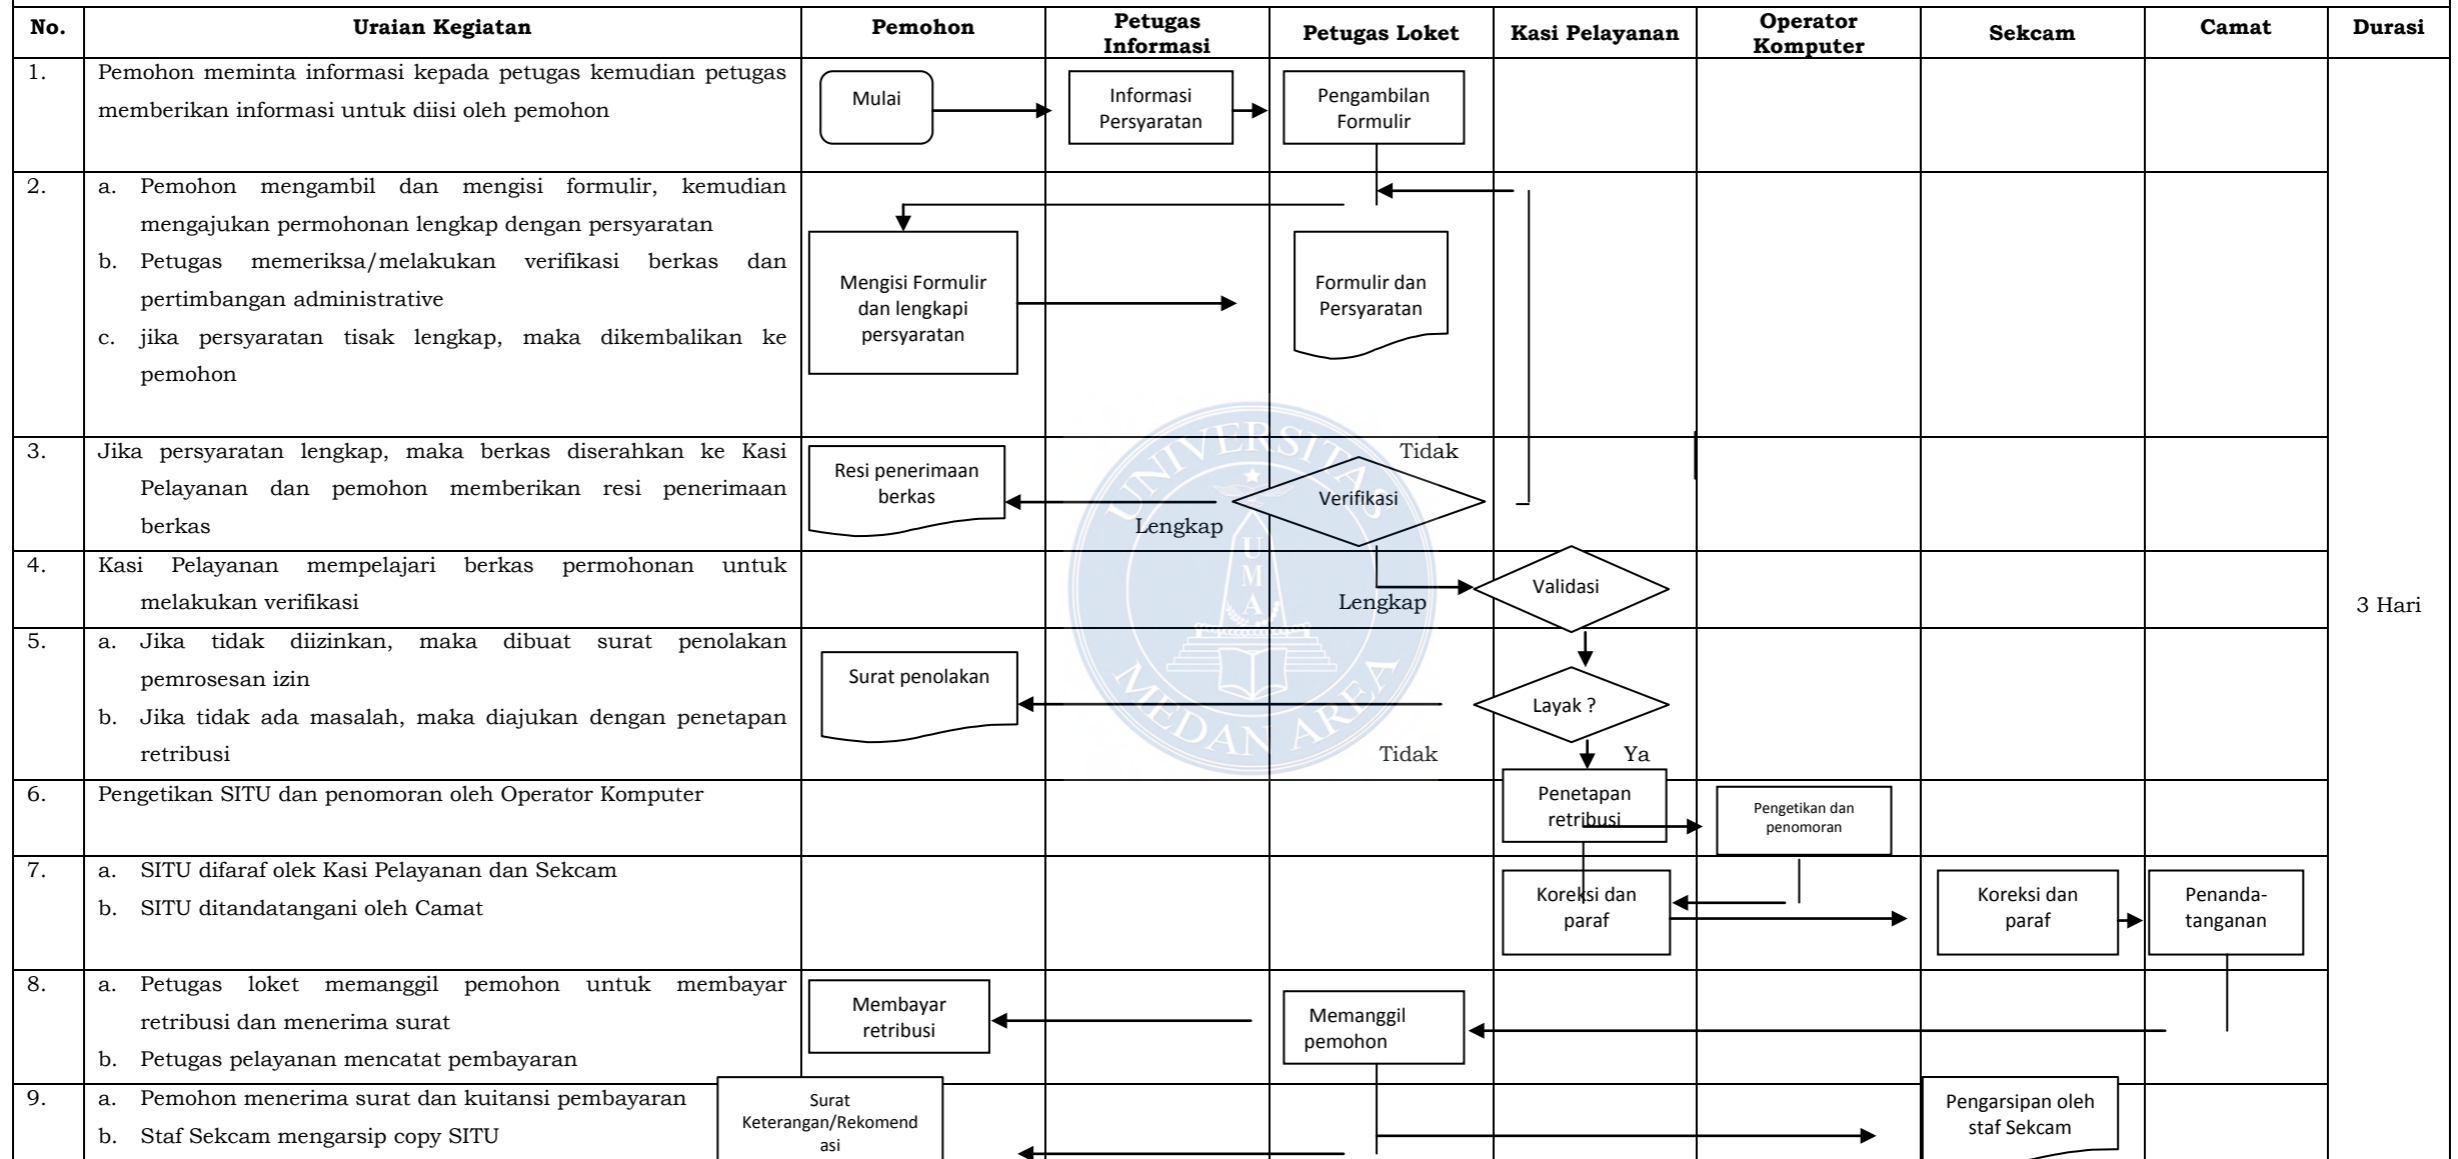 No.
Uraian Kegiatan
Pemohon
Petugas
Informasi
Petugas Loket
Kasi Pelayanan
Operator
Komputer
Sekcam
Camat
Durasi
1.
Pemohon meminta informasi kepada petugas kemudian petugas
memberikan informasi untuk diisi oleh pemohon
Mulai
Informasi
Persyaratan
Pengambilan
Formulir
2.
a. Pemohon mengambil dan mengisi formulir, kemudian
mengajukan permohonan lengkap dengan persyaratan
b. Petugas memeriksa/melakukan verifikasi berkas dan
pertimbangan administrative
c. jika persyaratan tisak lengkap, maka dikembalikan ke
pemohon
Mengisi Formulir
dan lengkapi
persyaratan
Formulir dan
Persyaratan
3.
Jika persyaratan lengkap, maka berkas diserahkan ke Kasi
Pelayanan dan pemohon memberikan resi penerimaan
berkas
Resi penerimaan
berkas
Lengkap
Verifikasi
Tidak
4.
Kasi Pelayanan mempelajari berkas permohonan untuk
melakukan verifikasi
Lengkap
Validasi
3 Hari
5.
a. Jika tidak diizinkan, maka dibuat surat penolakan
pemrosesan izin
b. Jika tidak ada masalah, maka diajukan dengan penetapan
retribusi
Surat penolakan
Tidak
Layak ?
Ya
6.
Pengetikan SITU dan penomoran oleh Operator Komputer
Penetapan
retribusi
Pengetikan dan
penomoran
7.
a. SITU difaraf olek Kasi Pelayanan dan Sekcam
b. SITU ditandatangani oleh Camat
Koreksi dan
paraf
Koreksi dan
paraf
Penanda-
tanganan
8.
a. Petugas loket memanggil pemohon untuk membayar
retribusi dan menerima surat
b. Petugas pelayanan mencatat pembayaran
Membayar
retribusi
Memanggil
pemohon
9.
a. Pemohon menerima surat dan kuitansi pembayaran
b. Staf Sekcam mengarsip copy SITU
Surat
Keterangan/Rekomend
asi
Pengarsipan oleh
staf Sekcam
UNIVERSITAS
UMA
MEDAN AREA